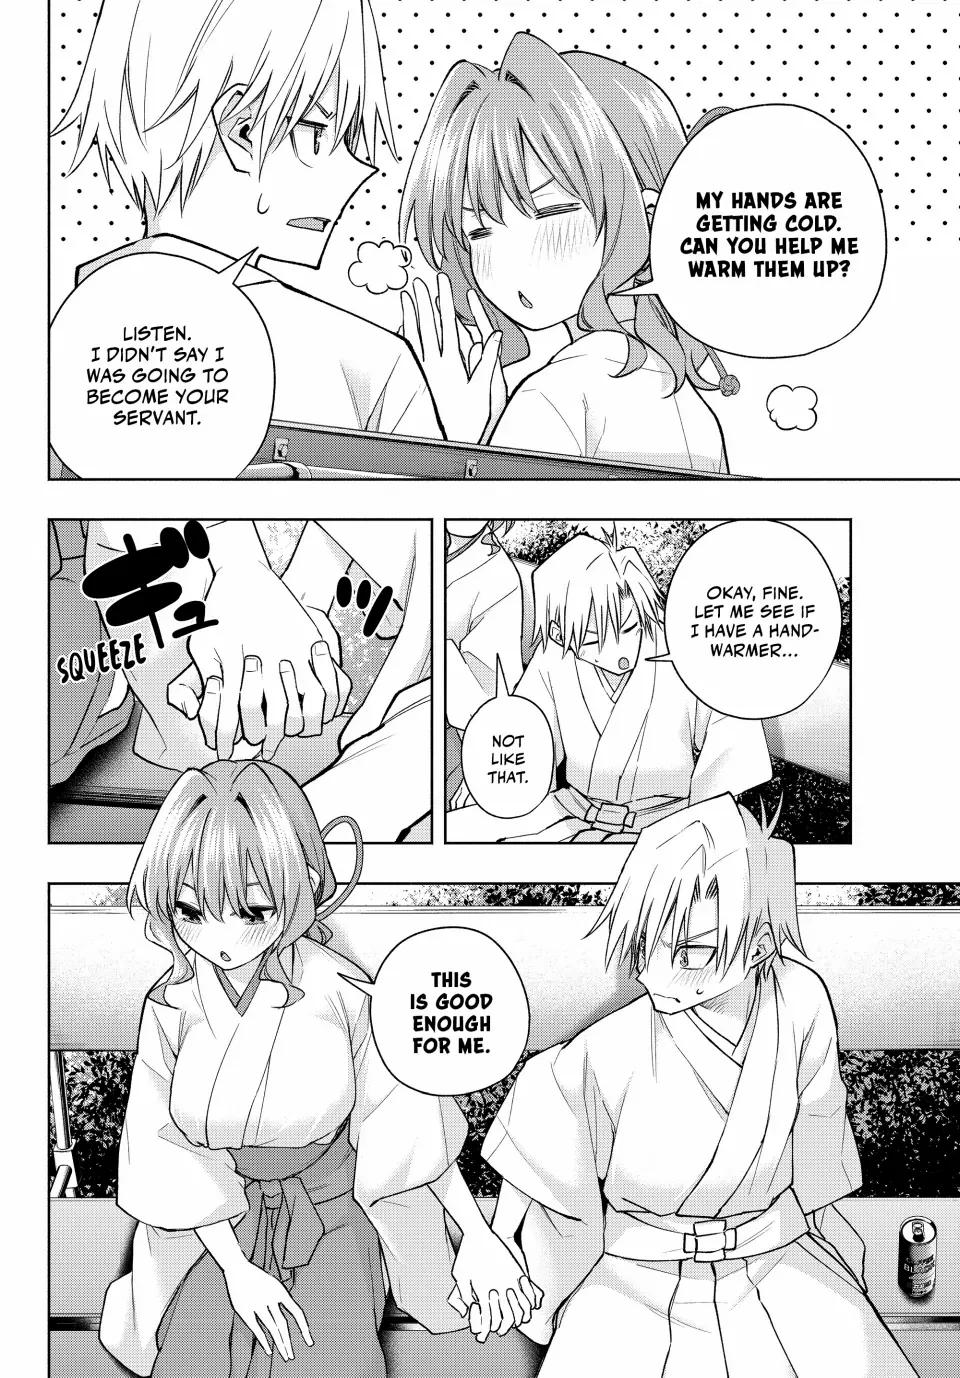 MY HANDS ARE
GETTING COLD.
CAN YOU HELP ME
WARM THEM UP?
LISTEN.
I DIDN'T SAY I
WAS GOING TO
BECOME YOUR
SERVANT.
OKAY, FINE.
LET ME SEE IF
I HAVE A HAND-
WARMER...
NOT
LIKE
THAT.
ギュッ
SQUEEZE
THIS
IS GOOD
ENOUGH
FOR ME.